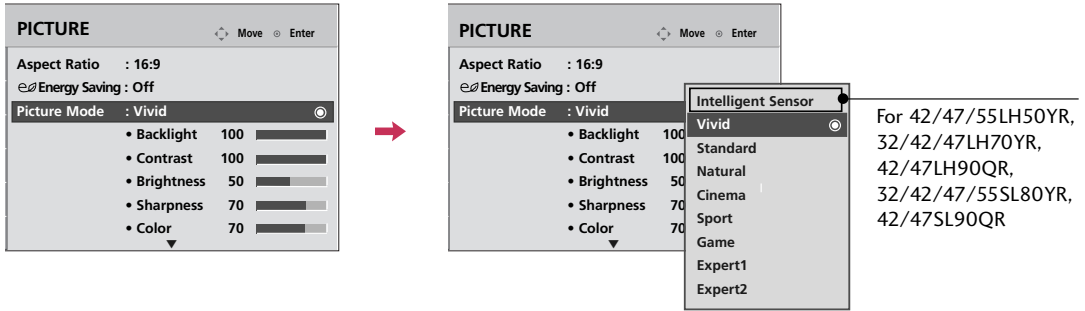 PICTURE
Move Enter
Aspect Ratio : 16:9
Energy Saving : Off
Picture Mode : Vivid
• Backlight 100
• Contrast 100
• Brightness 50
• Sharpness 70
• Color 70
PICTURE
Move Enter
Aspect Ratio : 16:9
Energy Saving : Off
Picture Mode : Vivid
• Backlight 100
• Contrast 100
• Brightness 50
• Sharpness 70
• Color 70
Intelligent Sensor
Vivid
Standard
Natural
Cinema
Sport
Game
Expert1
Expert2
For 42/47/55LH50YR,
32/42/47LH70YR,
42/47LH90QR,
32/42/47/55SL80YR,
42/47SL90QR